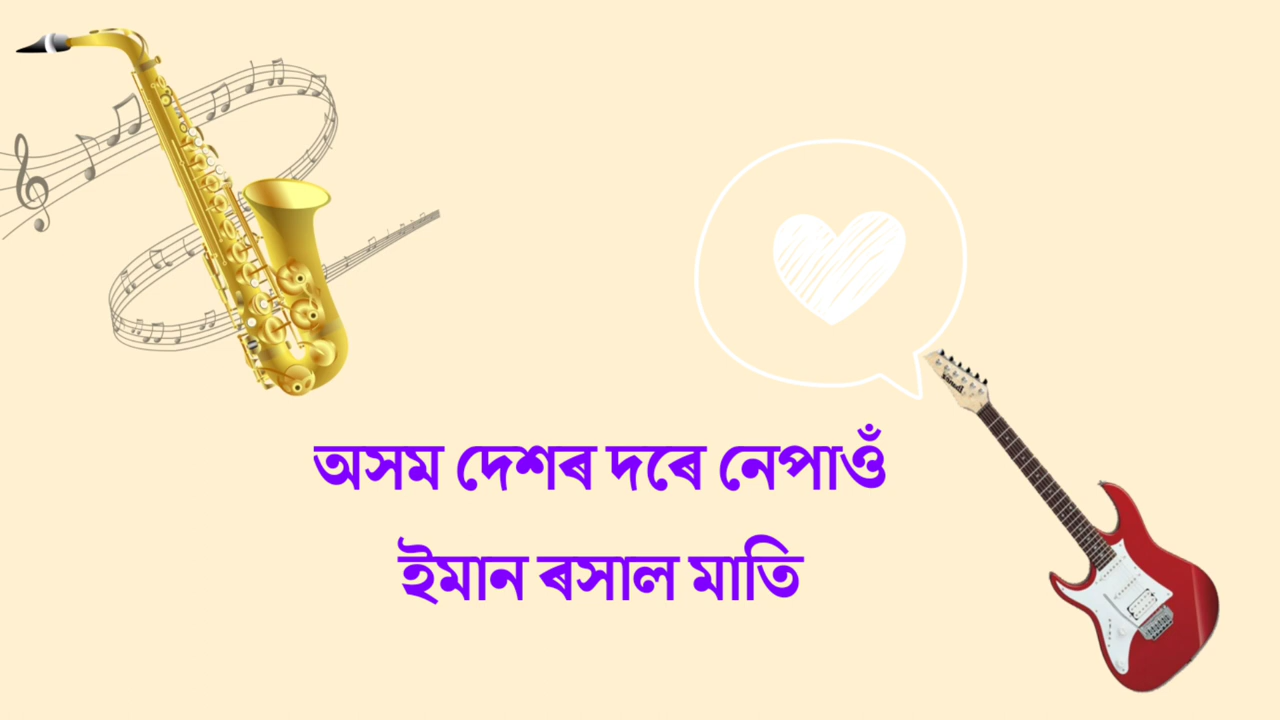 অসম দেশৰ দৰে নেপাওঁ
ইমান ৰসাল মাতি